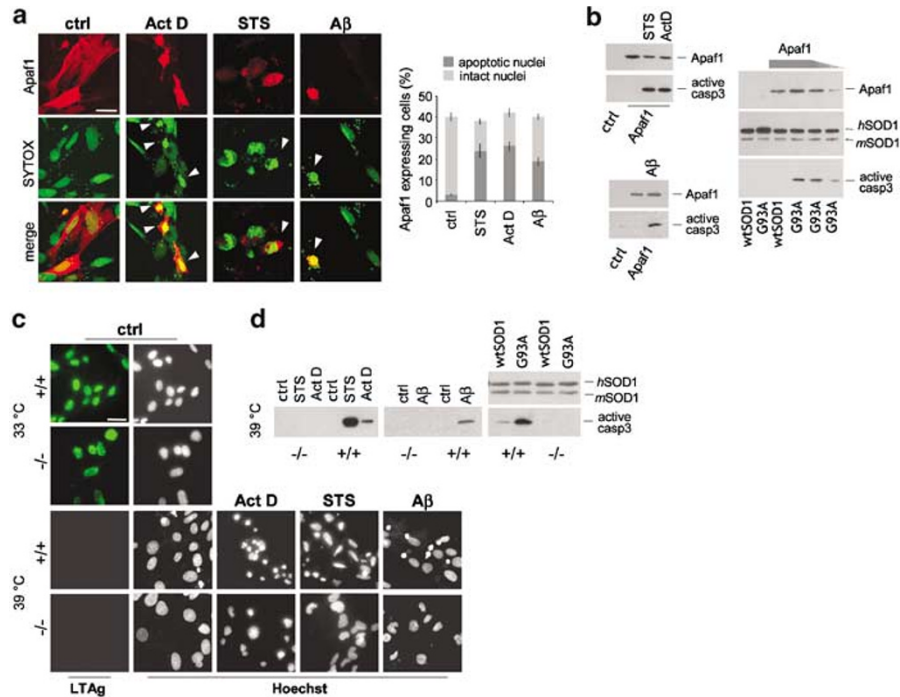 a
ctrl Act D STS Aβ
Apaf1
SYTOX
merge
apoptotic nuclei
intact nuclei
Apaf1 expressing cells (%)
50
40
30
20
10
0
ctrl STS Act D Aβ
b
STS ActD
Apaf1
active casp3
ctrl Apaf1
Aβ
Apaf1
active casp3
ctrl Apaf1
Apaf1
Apaf1
hSOD1
mSOD1
active casp3
wtSOD1 G93A wtSOD1 G93A G93A G93A
c
ctrl
33 °C
+/+
-/-
39 °C
+/+
-/-
Act D STS Aβ
LTAg Hoechst
d
39 °C
ctrl STS Act D ctrl STS Act D
ctrl Aβ ctrl Aβ
wtSOD1 G93A wtSOD1 G93A
hSOD1
mSOD1
active casp3
-/- +/+ -/- +/+ +/+ -/-